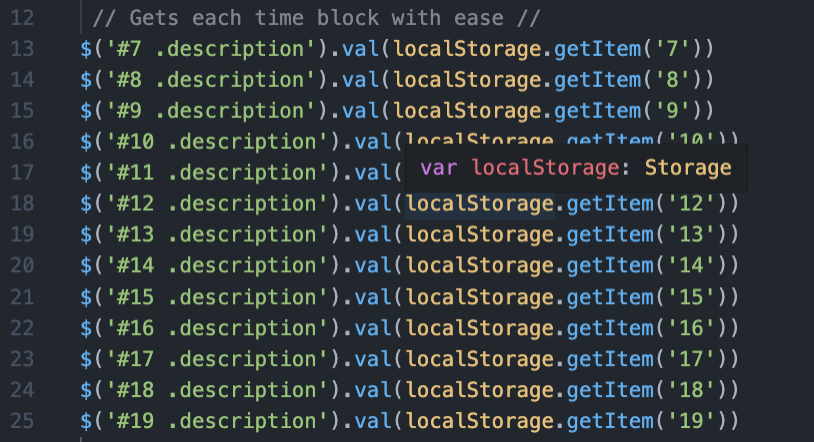 12 // Gets each time block with ease //
13 $('#7 .description').val(localStorage.getItem('7'))
14 $('#8 .description').val(localStorage.getItem('8'))
15 $('#9 .description').val(localStorage.getItem('9'))
16 $('#10 .description').val(localStorage.getItem('10'))
17 $('#11 .description').val(
var localStorage: Storage
18 $('#12 .description').val(localStorage.getItem('12'))
19 $('#13 .description').val(localStorage.getItem('13'))
20 $('#14 .description').val(localStorage.getItem('14'))
21 $('#15 .description').val(localStorage.getItem('15'))
22 $('#16 .description').val(localStorage.getItem('16'))
23 $('#17 .description').val(localStorage.getItem('17'))
24 $('#18 .description').val(localStorage.getItem('18'))
25 $('#19 .description').val(localStorage.getItem('19'))